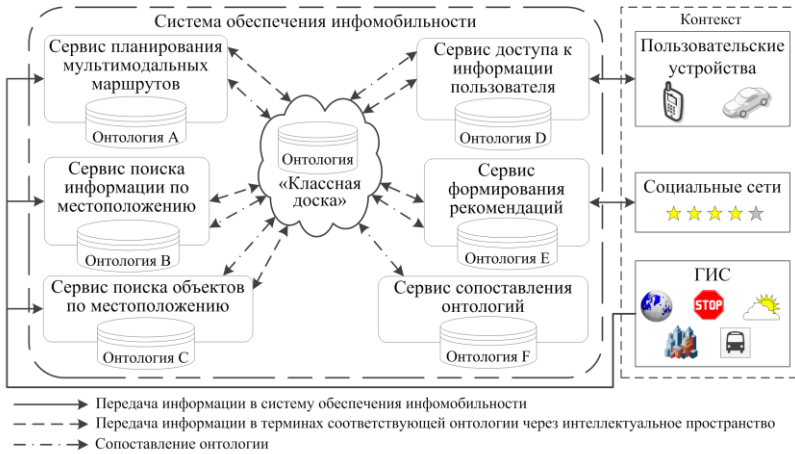 Система обеспечения инфомобильности
Контекст
Сервис планирования
мультимодальных
маршрутов
Онтология A
Сервис доступа к
информации
пользователя
Онтология D
Пользовательские
устройства
Онтология
«Классная
доска»
Сервис поиска
информации по
местоположению
Онтология B
Сервис
формирования
рекомендаций
Онтология E
Социальные сети
Сервис поиска объектов
по местоположению
Онтология C
Сервис сопоставления
онтологий
Онтология F
ГИС
STOP
Передача информации в систему обеспечения инфомобильности
Передача информации в терминах соответствующей онтологии через интеллектуальное пространство
Сопоставление онтологии